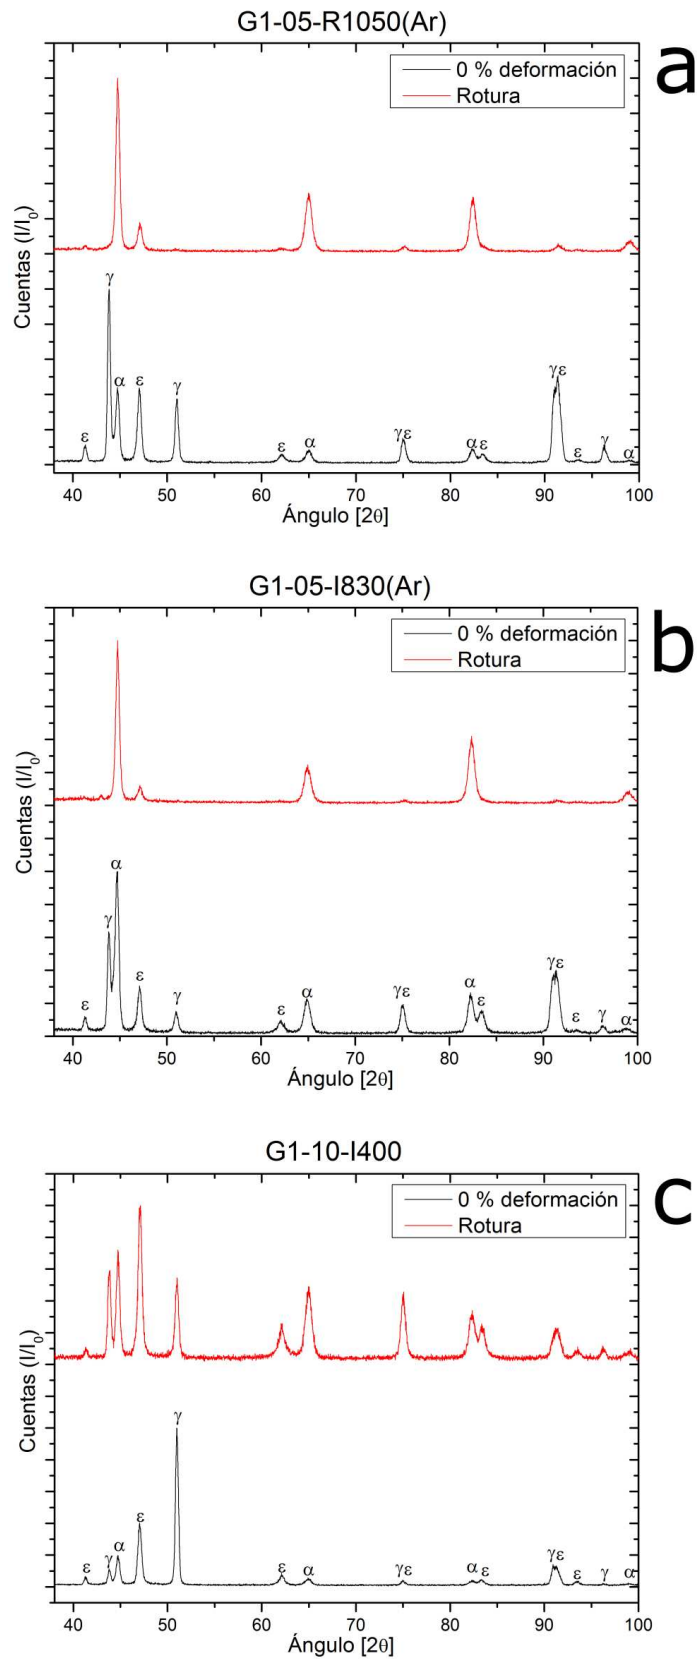 G1-05-R1050(Ar)
a
0 % deformación
Rotura
Cuentas (I/I0)
ε γ α ε γ ε α γε α ε γε ε γ α
40 50 60 70 80 90 100
Ángulo [2θ]
G1-05-I830(Ar)
b
0 % deformación
Rotura
Cuentas (I/I0)
ε γ α ε γ ε α γε α ε γε ε γ α
40 50 60 70 80 90 100
Ángulo [2θ]
G1-10-I400
c
0 % deformación
Rotura
Cuentas (I/I0)
ε γ α ε γ ε α γε α ε γε ε γ α
40 50 60 70 80 90 100
Ángulo [2θ]